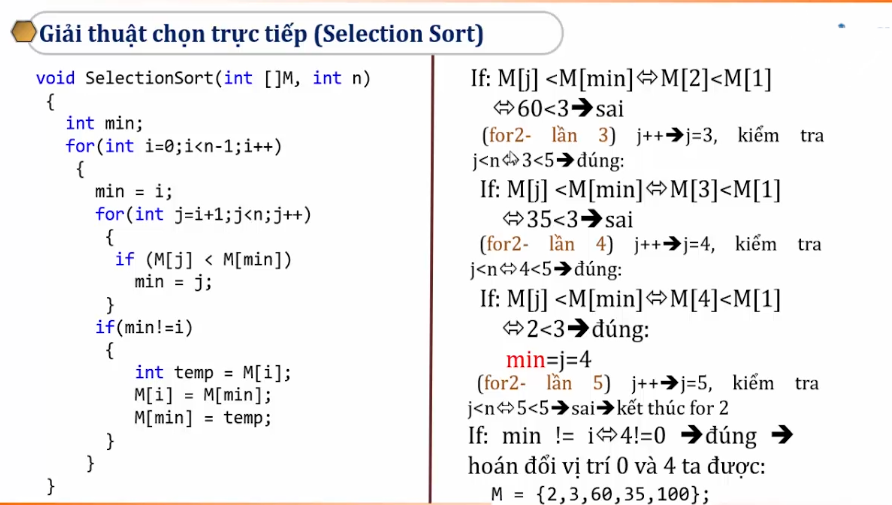 Giải thuật chọn trực tiếp (Selection Sort)
void SelectionSort(int []M, int n)
{
int min;
for(int i=0;i<n-1;i++)
{
min = i;
for(int j=i+1;j<n;j++)
{
if (M[j] < M[min])
min = j;
}
if(min!=i)
{
int temp = M[i];
M[i] = M[min];
M[min] = temp;
}
}
}
If: M[j] <M[min]⇔M[2]<M[1]
⇔60<3➔sai
(for2- lần 3) j++➔j=3, kiểm tra
j<n⇔3<5➔đúng:
If: M[j] <M[min]⇔M[3]<M[1]
⇔35<3➔sai
(for2- lần 4) j++➔j=4, kiểm tra
j<n⇔4<5➔đúng:
If: M[j] <M[min]⇔M[4]<M[1]
⇔2<3➔đúng:
min=j=4
(for2- lần 5) j++➔j=5, kiểm tra
j<n⇔5<5➔sai➔kết thúc for 2
If: min != i⇔4!=0 ➔đúng ➔
hoán đổi vị trí 0 và 4 ta được:
M = {2,3,60,35,100};